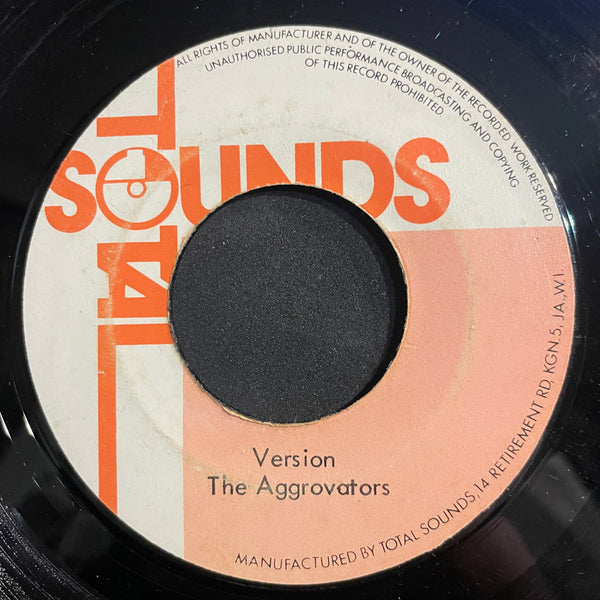 ALL RIGHTS OF MANUFACTURER AND OF THE OWNER OF THE RECORDED WORK RESERVED
UNAUTHORISED PUBLIC PERFORMANCE BROADCASTING AND COPYING
OF THIS RECORD PROHIBITED
TOTAL
SOUNDS
Version
The Aggrovators
MANUFACTURED BY TOTAL SOUNDS, 14 RETIREMENT RD, KGN 5, JA., W.I.